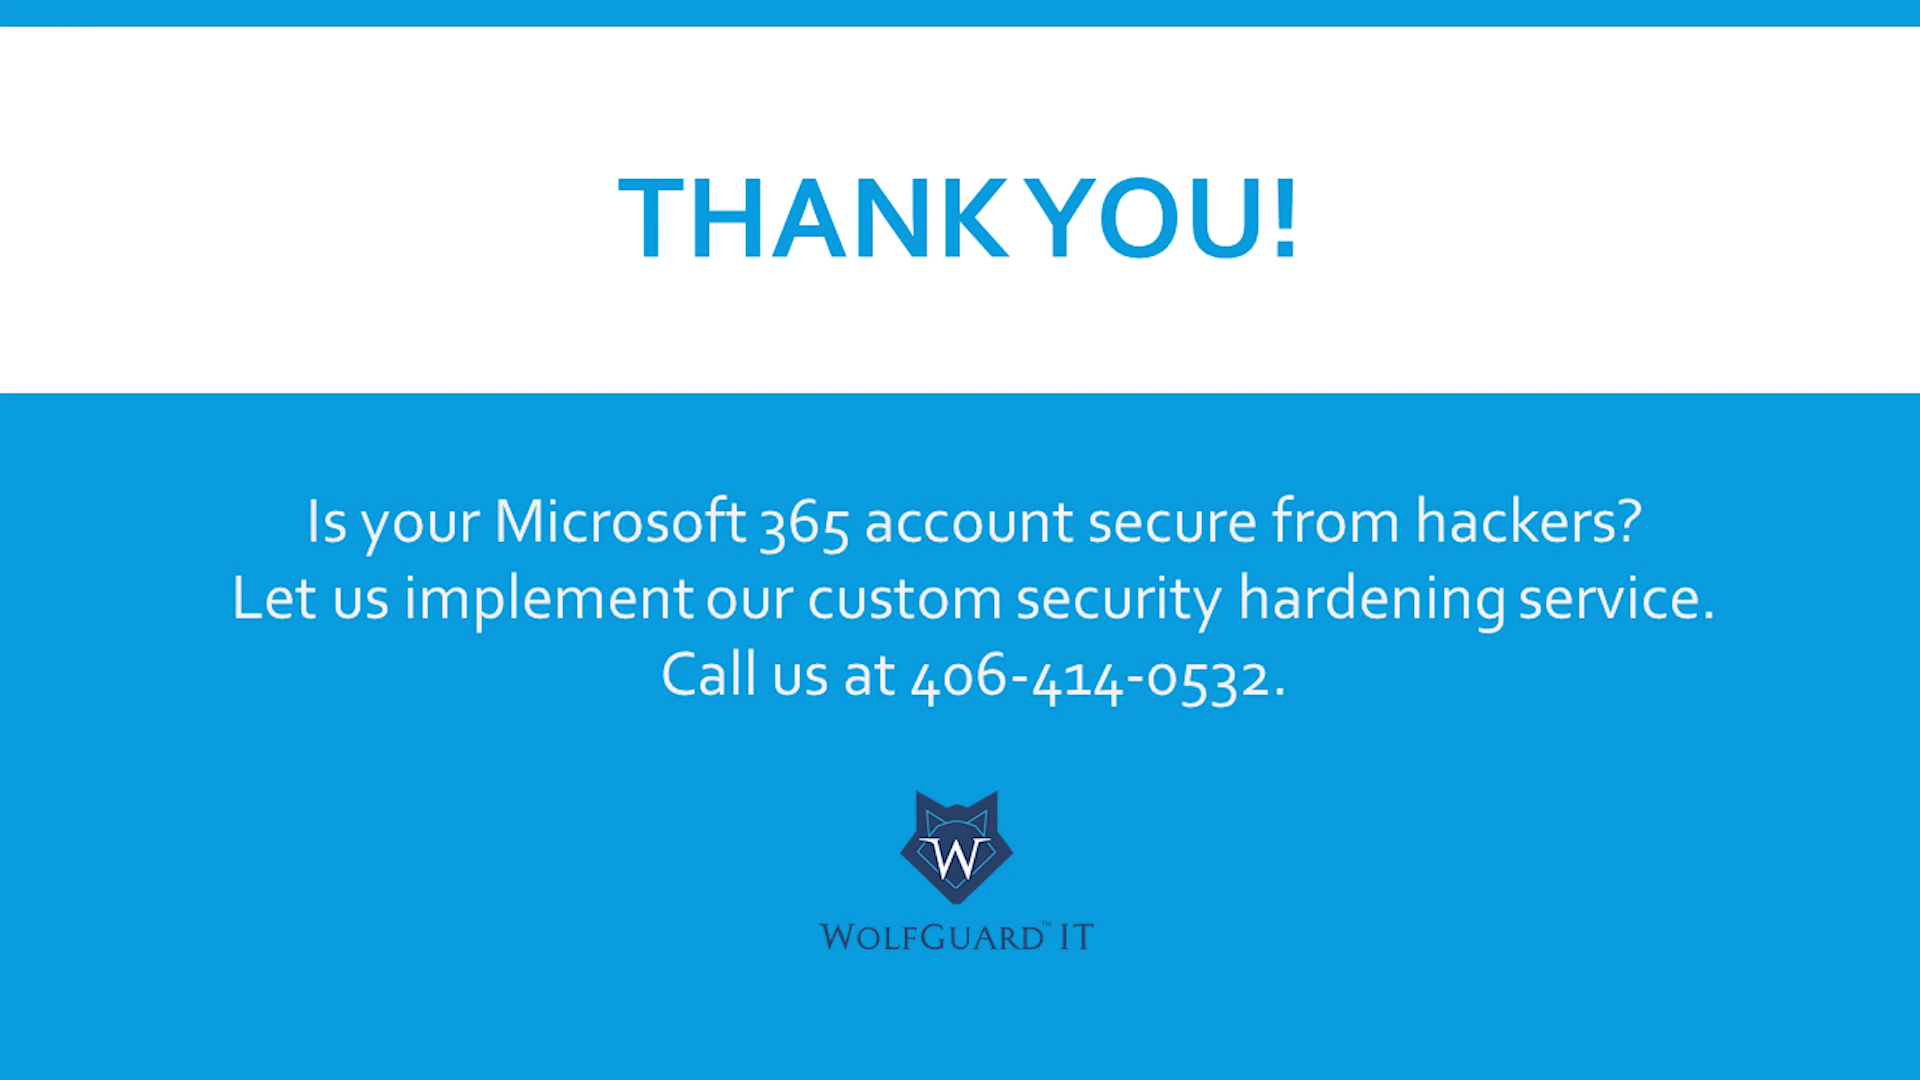 THANK YOU!
Is your Microsoft 365 account secure from hackers?
Let us implement our custom security hardening service.
Call us at 406-414-0532.
W
WOLFGUARD™ IT